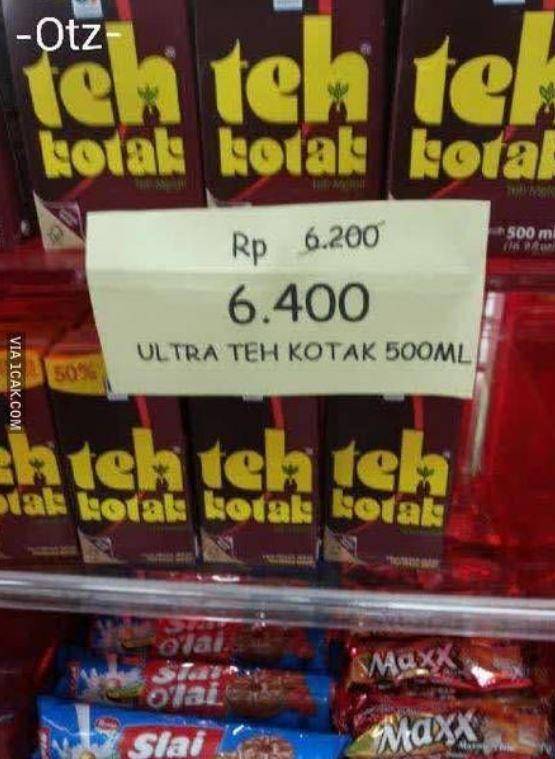 -Otz-
teh teh teh
kotak kotak kotak
500 ml
Rp 6.200
6.400
ULTRA TEH KOTAK 500ML
VIA 1CAK.COM
50%
teh teh teh teh
kotak kotak kotak kotak
Slai
O'lai
Maxx
Slai
O'lai
Maxx
Slai